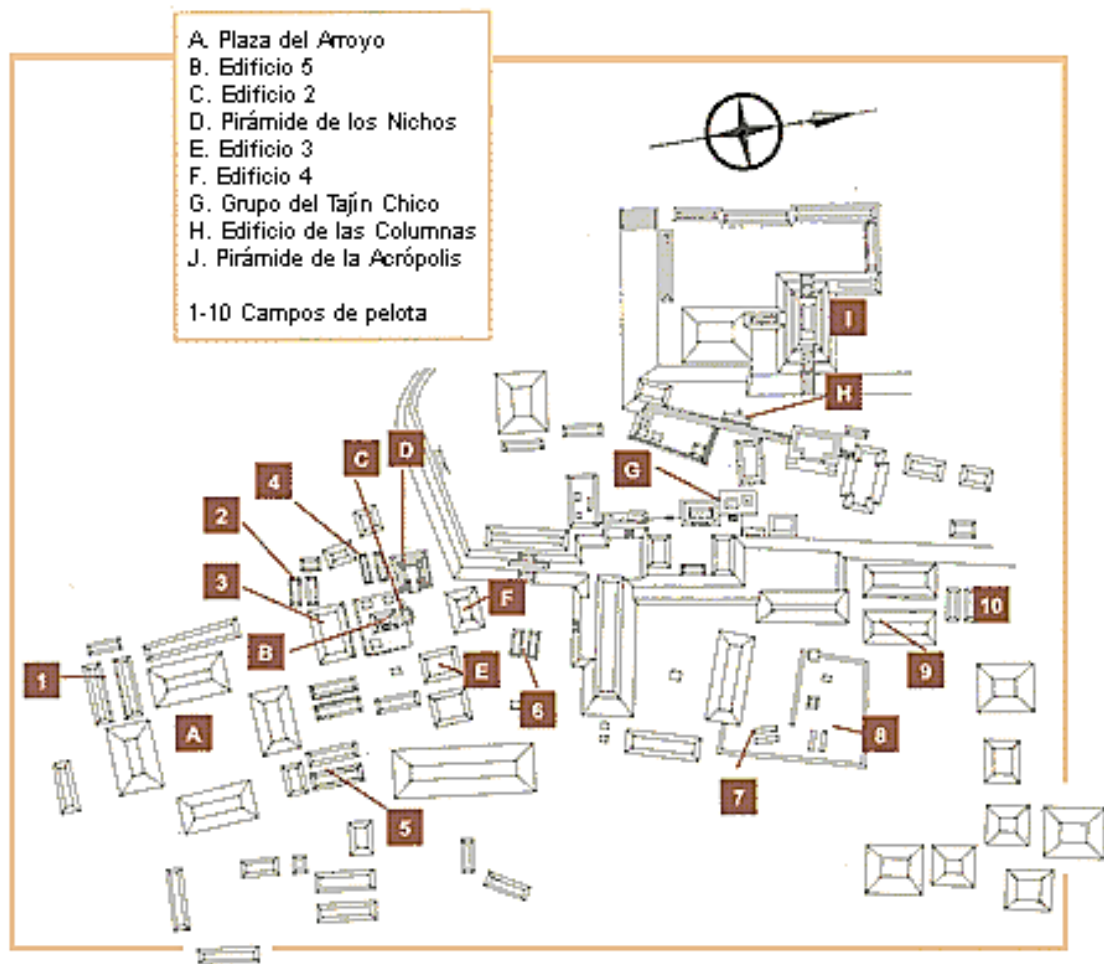 A. Plaza del Arroyo
B. Edificio 5
C. Edificio 2
D. Pirámide de los Nichos
E. Edificio 3
F. Edificio 4
G. Grupo del Tajín Chico
H. Edificio de las Columnas
J. Pirámide de la Acrópolis
1-10 Campos de pelota
I
H
D
C
G
4
2
3
F
10
B
E
9
1
6
A
8
7
5